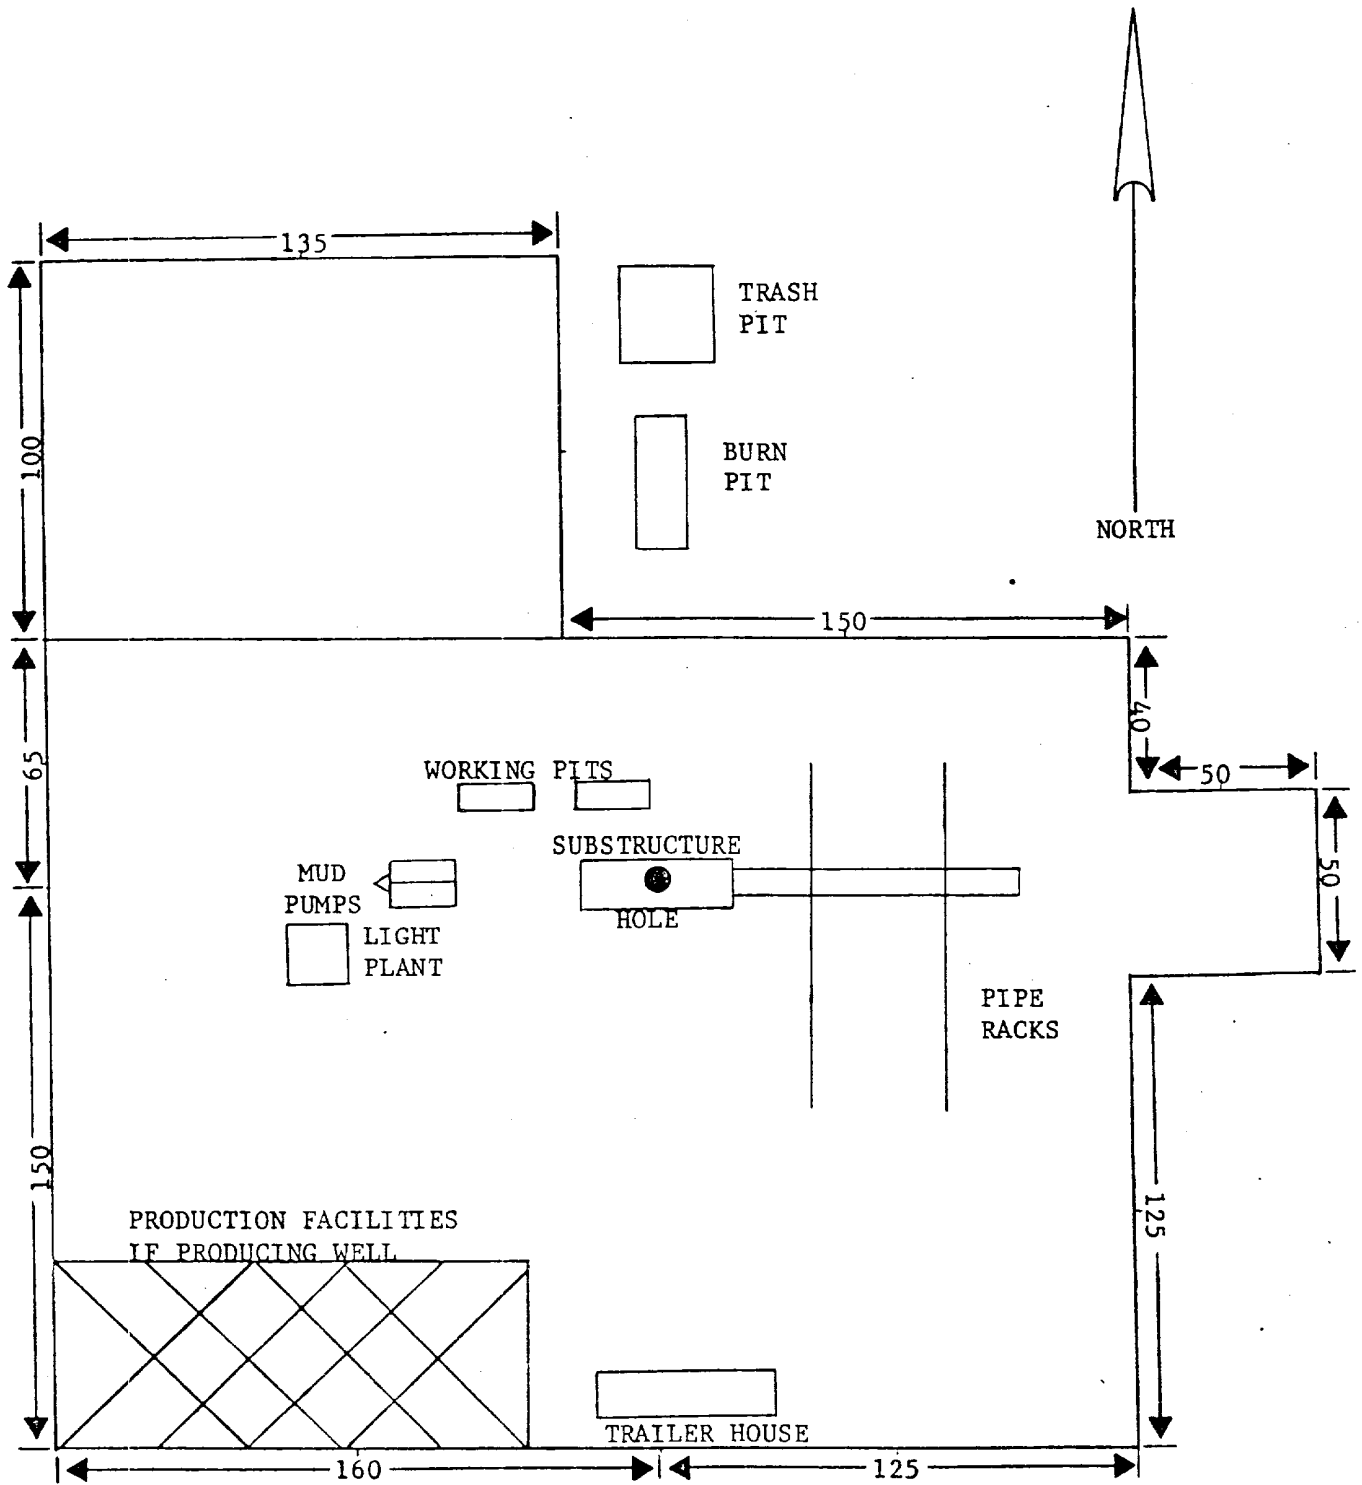 135
TRASH
PIT
100
BURN
PIT
NORTH
150
40
65
50
WORKING PITS
SUBSTRUCTURE
50
MUD
PUMPS
HOLE
LIGHT
PLANT
PIPE
RACKS
150
125
PRODUCTION FACILITIES
IF PRODUCING WELL
TRAILER HOUSE
160
125